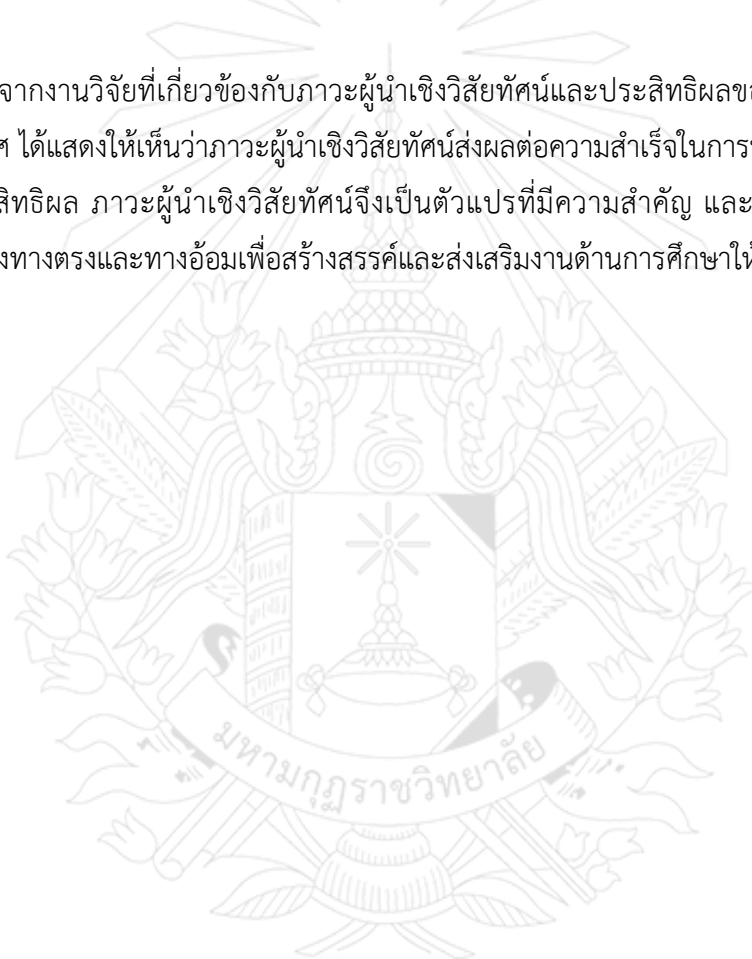 จากงานวิจัยที่เกี่ยวข้องกับภาวะผู้นำเชิงวิสัยทัศน์และประสิทธิผล
ได้แสดงให้เห็นว่าภาวะผู้นำเชิงวิสัยทัศน์ส่งผลต่อความสำเร็จในการ
สิทธิผล ภาวะผู้นำเชิงวิสัยทัศน์จึงเป็นตัวแปรที่มีความสำคัญ และ
ทางตรงและทางอ้อมเพื่อสร้างสรรค์และส่งเสริมงานด้านการศึกษาให้
มหามกุฏราชวิทยาลัย